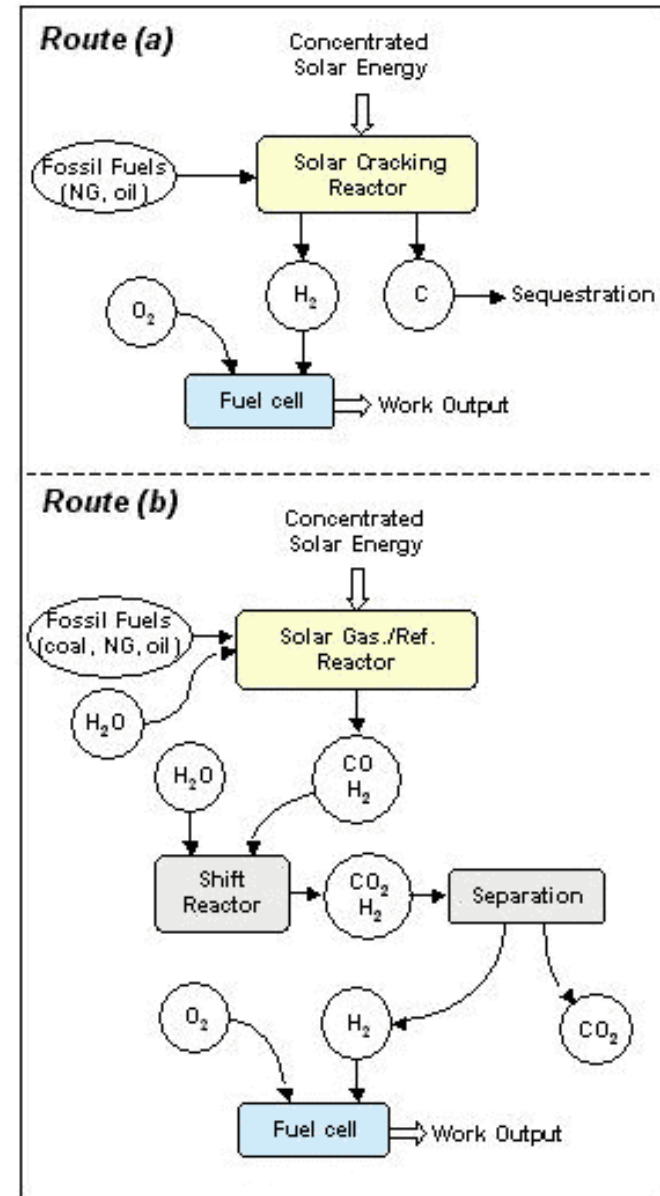 Route (a)
Concentrated
Solar Energy
Fossil Fuels
(NG, oil)
Solar Cracking
Reactor
O₂
H₂
C
Sequestration
Fuel cell
Work Output
Route (b)
Concentrated
Solar Energy
Fossil Fuels
(coal, NG, oil)
Solar Gas./Ref.
Reactor
H₂O
H₂O
CO
H₂
Shift
Reactor
CO₂
H₂
Separation
O₂
H₂
CO₂
Fuel cell
Work Output